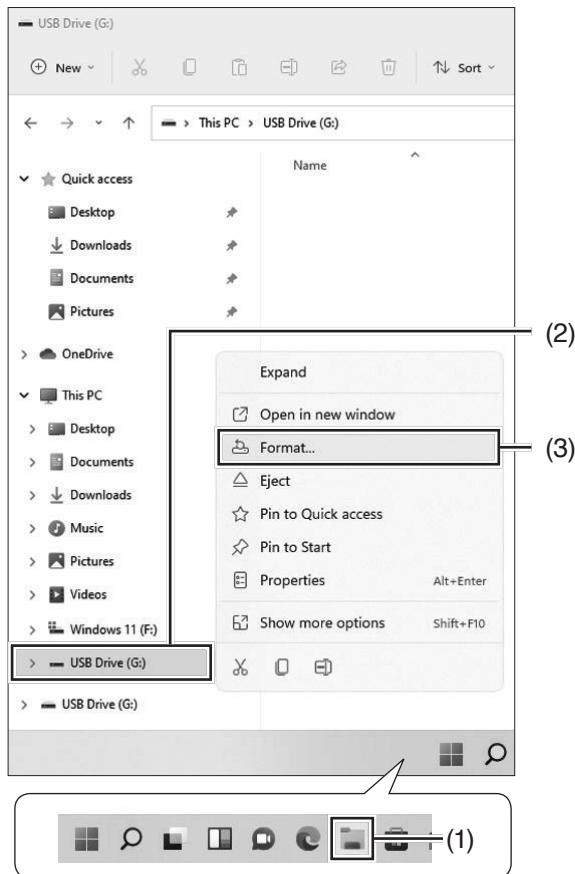 USB Drive (G:)
New
Sort
This PC > USB Drive (G:)
Name
Quick access
Desktop
Downloads
Documents
Pictures
OneDrive
This PC
Desktop
Documents
Downloads
Music
Pictures
Videos
Windows 11 (F:)
USB Drive (G:)
USB Drive (G:)
Expand
Open in new window
Format...
Eject
Pin to Quick access
Pin to Start
Properties Alt+Enter
Show more options Shift+F10
(2)
(3)
(1)